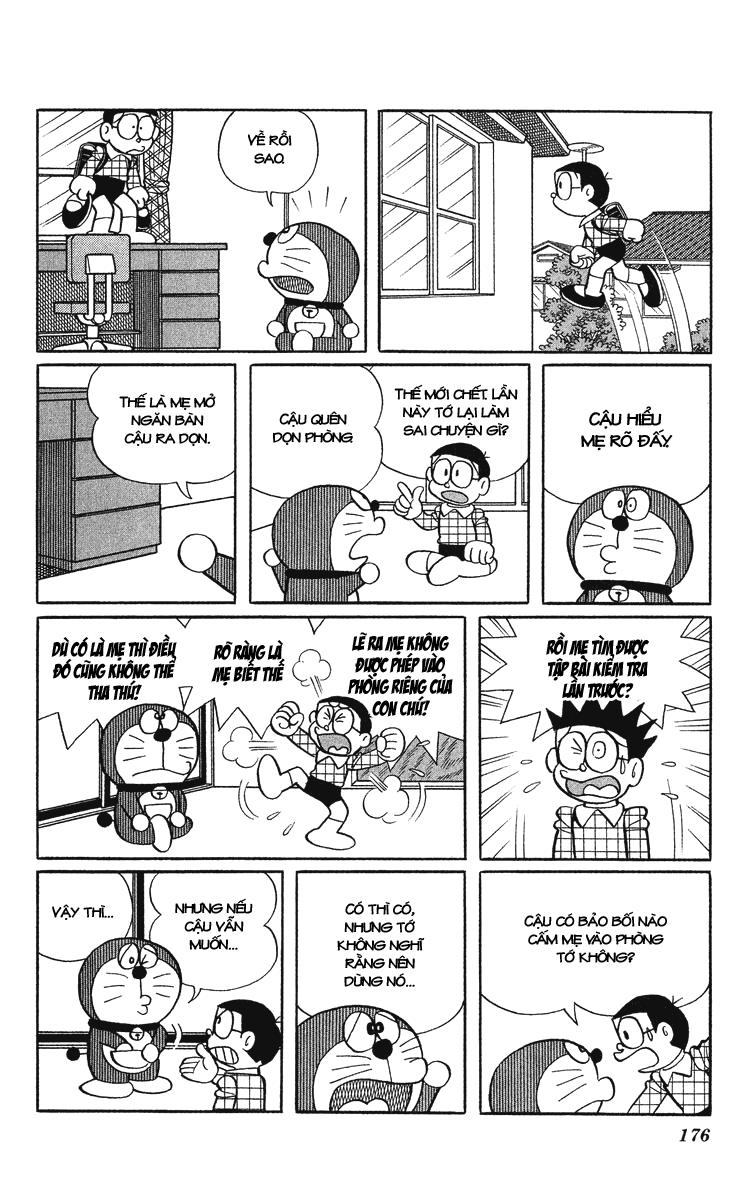 VỀ RỒI
SAO.
CẬU HIỂU
MẸ RÕ ĐẤY.
THẾ MỚI CHẾT. LẦN
NÀY TỚ LẠI LÀM
SAI CHUYỆN GÌ?
CẬU QUÊN
DỌN PHÒNG.
THẾ LÀ MẸ MỞ
NGĂN BÀN
CẬU RA DỌN.
RỒI MẸ TÌM ĐƯỢC
TẬP BÀI KIỂM TRA
LẦN TRƯỚC?
LẼ RA MẸ KHÔNG
ĐƯỢC PHÉP VÀO
PHÒNG RIÊNG CỦA
CON CHỨ!
RÕ RÀNG LÀ
MẸ BIẾT THẾ
DÙ CÓ LÀ MẸ THÌ ĐIỀU
ĐÓ CŨNG KHÔNG THỂ
THA THỨ!
CẬU CÓ BẢO BỐI NÀO
CẤM MẸ VÀO PHÒNG
TỚ KHÔNG?
CÓ THÌ CÓ,
NHƯNG TỚ
KHÔNG NGHĨ
RẰNG NÊN
DÙNG NÓ...
NHƯNG NẾU
CẬU VẪN
MUỐN...
VẬY THÌ...
176